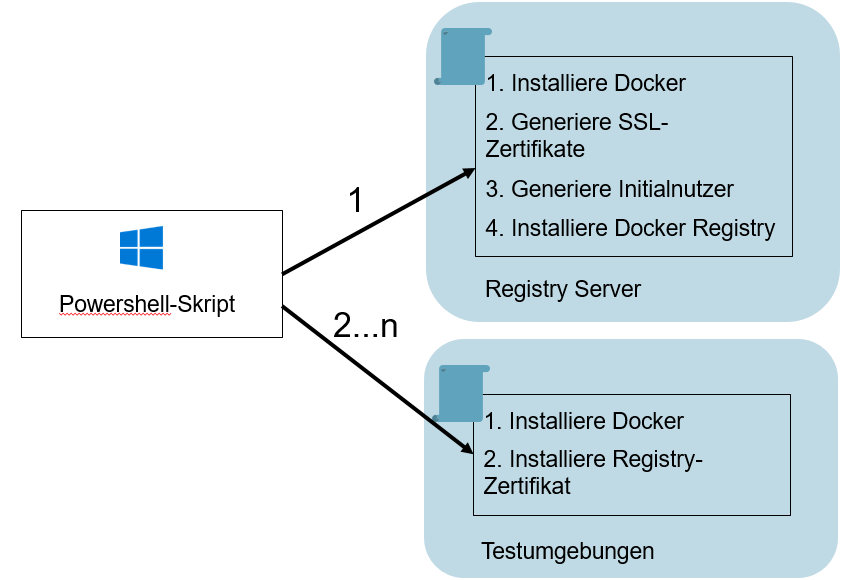 1. Installiere Docker
2. Generiere SSL-
Zertifikate
3. Generiere Initialnutzer
4. Installiere Docker Registry
Registry Server
1
Powershell-Skript
2...n
1. Installiere Docker
2. Installiere Registry-
Zertifikat
Testumgebungen